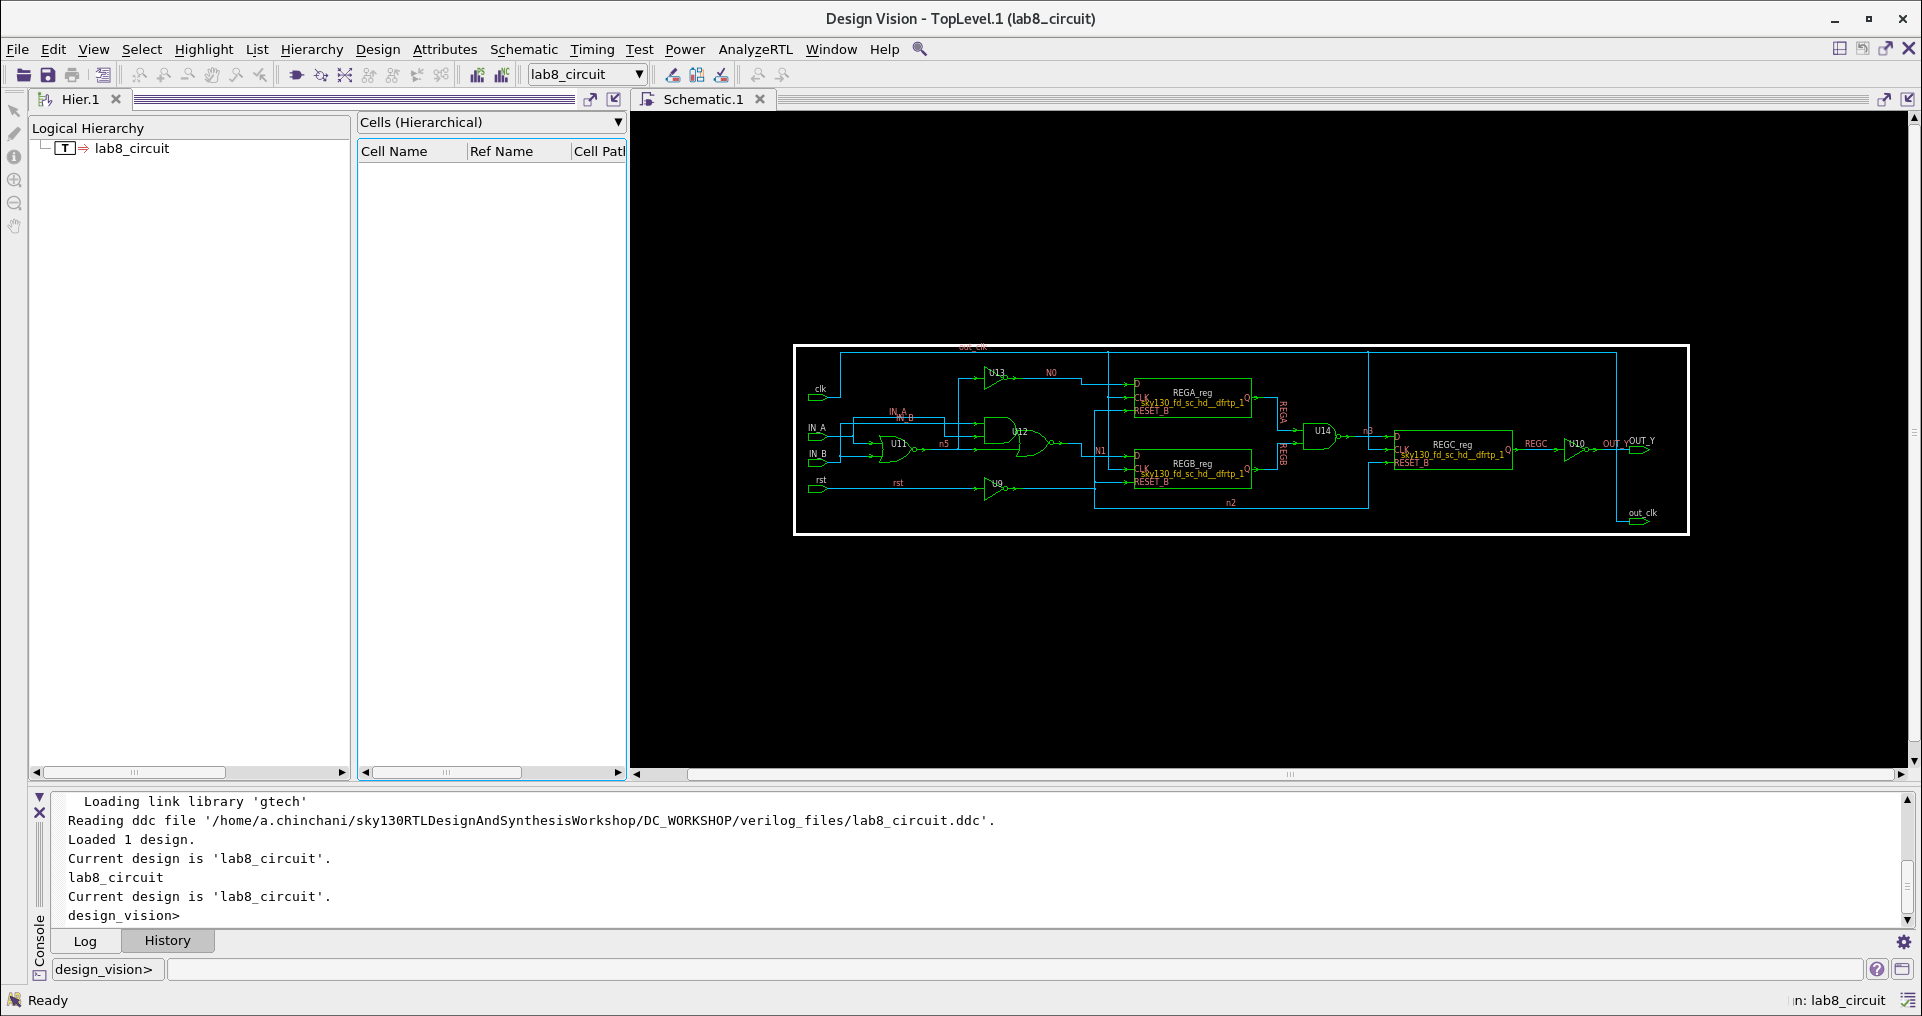 Design Vision - TopLevel.1 (lab8_circuit)
File Edit View Select Highlight List Hierarchy Design Attributes Schematic Timing Test Power AnalyzeRTL Window Help
lab8_circuit
Hier.1
Schematic.1
Logical Hierarchy
T lab8_circuit
Cells (Hierarchical)
Cell Name Ref Name Cell Path
out_clk
clk
IN_A
IN_B
rst
IN_A
IN_B
rst
U11
n5
U13
N0
U12
N1
U9
n2
D
CLK
RESET_B
REGA_reg
sky130_fd_sc_hd__dfrtp_1
Q
REGA
D
CLK
RESET_B
REGB_reg
sky130_fd_sc_hd__dfrtp_1
Q
REGB
U14
n3
D
CLK
RESET_B
REGC_reg
sky130_fd_sc_hd__dfrtp_1
Q
REGC
U10
OUT_Y
OUT_Y
out_clk
Loading link library 'gtech'
Reading ddc file '/home/a.chinchani/sky130RTLDesignAndSynthesisWorkshop/DC_WORKSHOP/verilog_files/lab8_circuit.ddc'.
Loaded 1 design.
Current design is 'lab8_circuit'.
lab8_circuit
Current design is 'lab8_circuit'.
design_vision>
Console
Log History
design_vision>
Ready
n: lab8_circuit